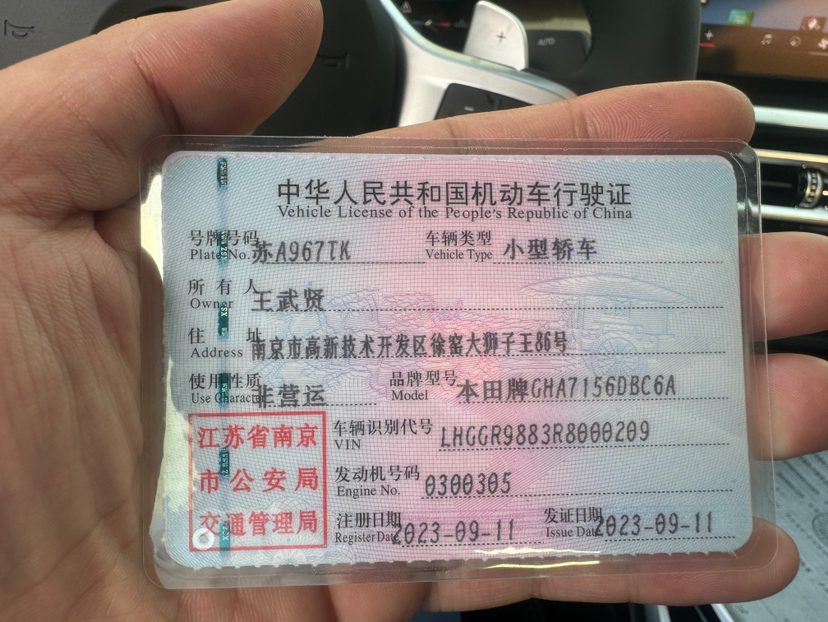 中华人民共和国机动车行驶证
Vehicle License of the People's Republic of China
号牌号码 苏A967TK 车辆类型 小型轿车
Plate No. Vehicle Type
所有人 王武贤
Owner
住址 南京市高新技术开发区徐窑大狮子王86号
Address
使用性质 非营运 品牌型号 本田牌GHA7156DBC6A
Use Character Model
江苏省南京
市公安局
交通管理局
车辆识别代号 LHGGR9883R8000209
VIN
发动机号码 0300305
Engine No.
注册日期 2023-09-11 发证日期 2023-09-11
Register Date Issue Date
AUTO